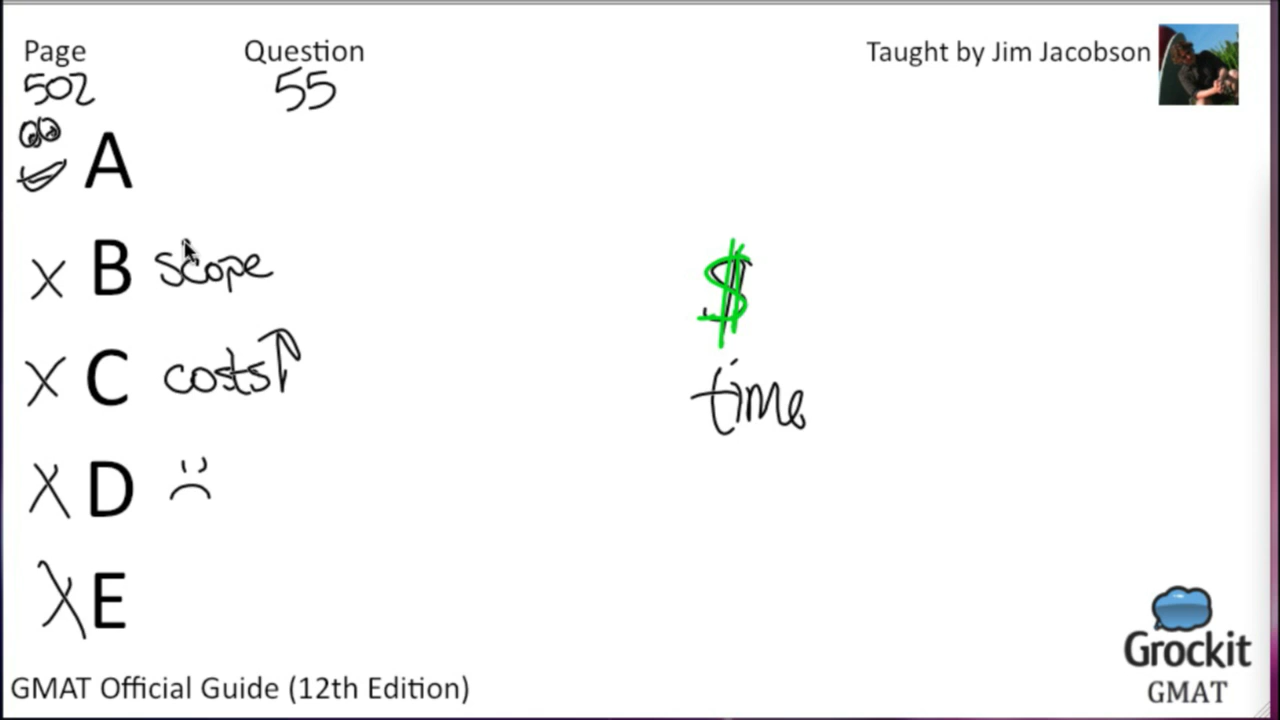 Page
Question
Taught by Jim Jacobson
502
55
A
X B scope
$
X C costs↑
time
X D
X E
Grockit
GMAT
GMAT Official Guide (12th Edition)